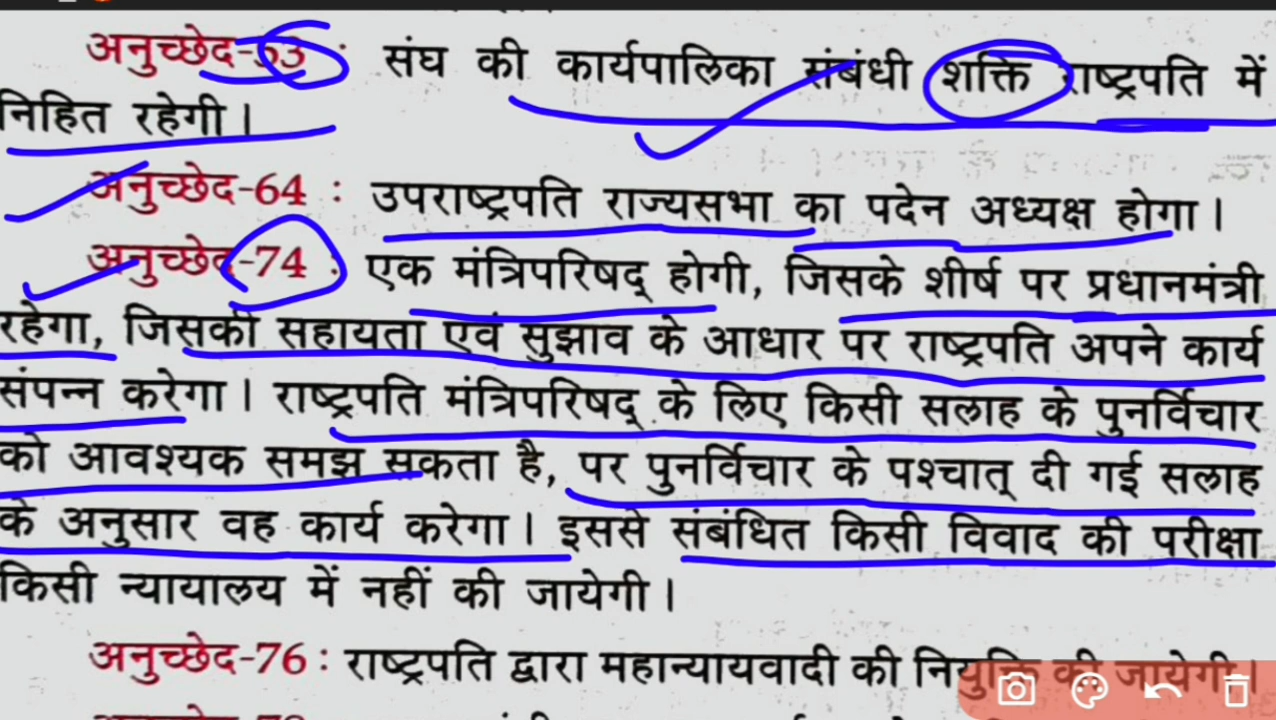 अनुच्छेद-53 : संघ की कार्यपालिका संबंधी शक्ति राष्ट्रपति में
निहित रहेगी।
अनुच्छेद-64 : उपराष्ट्रपति राज्यसभा का पदेन अध्यक्ष होगा।
अनुच्छेद-74 : एक मंत्रिपरिषद् होगी, जिसके शीर्ष पर प्रधानमंत्री
रहेगा, जिसकी सहायता एवं सुझाव के आधार पर राष्ट्रपति अपने कार्य
संपन्न करेगा। राष्ट्रपति मंत्रिपरिषद् के लिए किसी सलाह के पुनर्विचार
को आवश्यक समझ सकता है, पर पुनर्विचार के पश्चात् दी गई सलाह
के अनुसार वह कार्य करेगा। इससे संबंधित किसी विवाद की परीक्षा
किसी न्यायालय में नहीं की जायेगी।
अनुच्छेद-76 : राष्ट्रपति द्वारा महान्यायवादी की नियुक्ति की जायेगी।